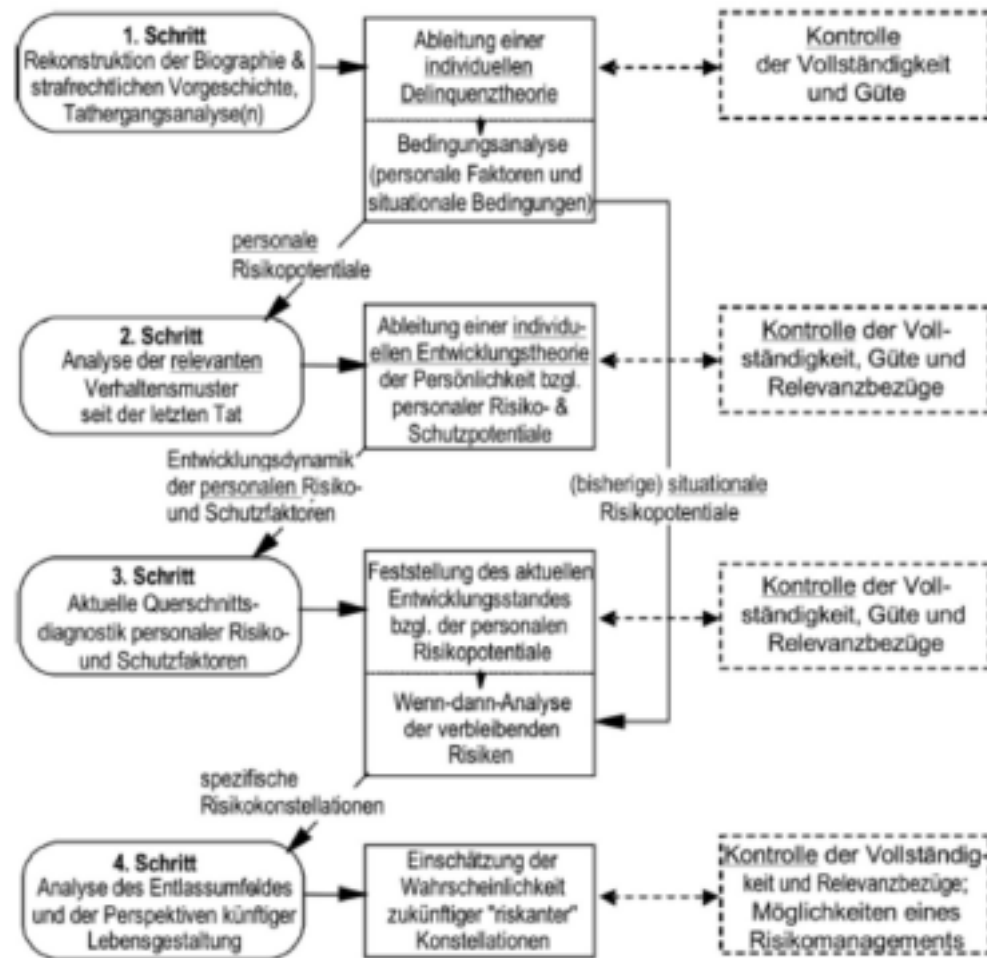 1. Schritt
Rekonstruktion der Biographie &
strafrechtlichen Vorgeschichte,
Tathergangsanalyse(n)
Ableitung einer
individuellen
Delinquenztheorie
Kontrolle
der Vollständigkeit
und Güte
Bedingungsanalyse
(personale Faktoren und
situationale Bedingungen)
personale
Risikopotentiale
2. Schritt
Analyse der relevanten
Verhaltensmuster
seit der letzten Tat
Ableitung einer individu-
ellen Entwicklungstheorie
der Persönlichkeit bzgl.
personaler Risiko- &
Schutzpotentiale
Kontrolle der Voll-
ständigkeit, Güte und
Relevanzbezüge
Entwicklungsdynamik
der personalen Risiko-
und Schutzfaktoren
(bisherige) situationale
Risikopotentiale
3. Schritt
Aktuelle Querschnitts-
diagnostik personaler Risiko-
und Schutzfaktoren
Feststellung des aktuellen
Entwicklungsstandes
bzgl. der personalen
Risikopotentiale
Kontrolle der Voll-
ständigkeit, Güte und
Relevanzbezüge
Wenn-dann-Analyse
der verbleibenden
Risiken
spezifische
Risikokonstellationen
4. Schritt
Analyse des Entlassumfeldes
und der Perspektiven künftiger
Lebensgestaltung
Einschätzung der
Wahrscheinlichkeit
zukünftiger "riskanter"
Konstellationen
Kontrolle der Vollständig-
keit und Relevanzbezüge;
Möglichkeiten eines
Risikomanagements